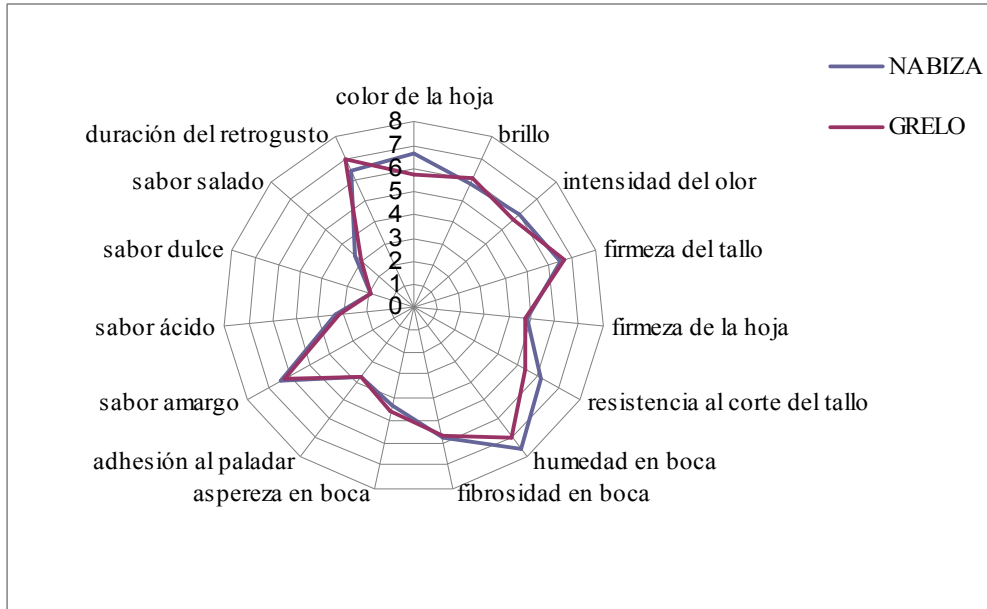 NABIZA
GRELO
color de la hoja
brillo
intensidad del olor
firmeza del tallo
firmeza de la hoja
resistencia al corte del tallo
humedad en boca
fibrosidad en boca
aspereza en boca
adhesión al paladar
sabor amargo
sabor ácido
sabor dulce
sabor salado
duración del retrogusto
8
7
6
5
4
3
2
1
0